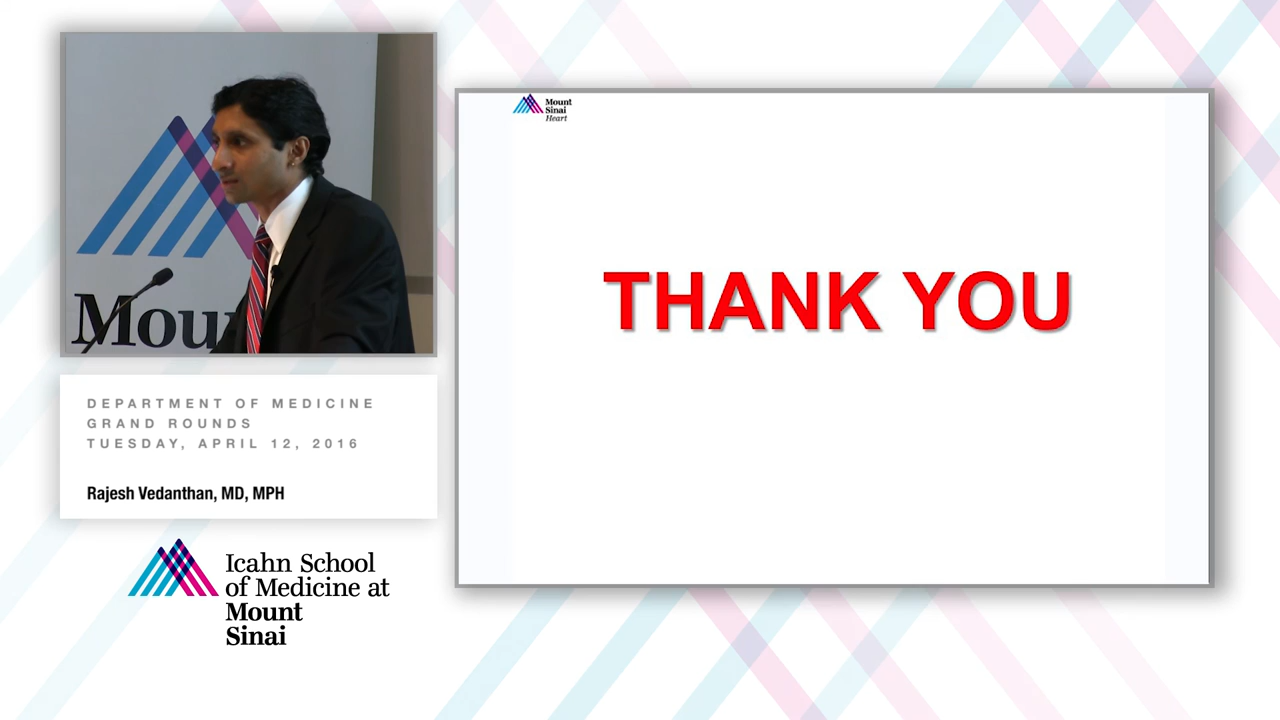 Mou
DEPARTMENT OF MEDICINE
GRAND ROUNDS
TUESDAY, APRIL 12, 2016
Rajesh Vedanthan, MD, MPH
Icahn School
of Medicine at
Mount
Sinai
Mount
Sinai
Heart
THANK YOU